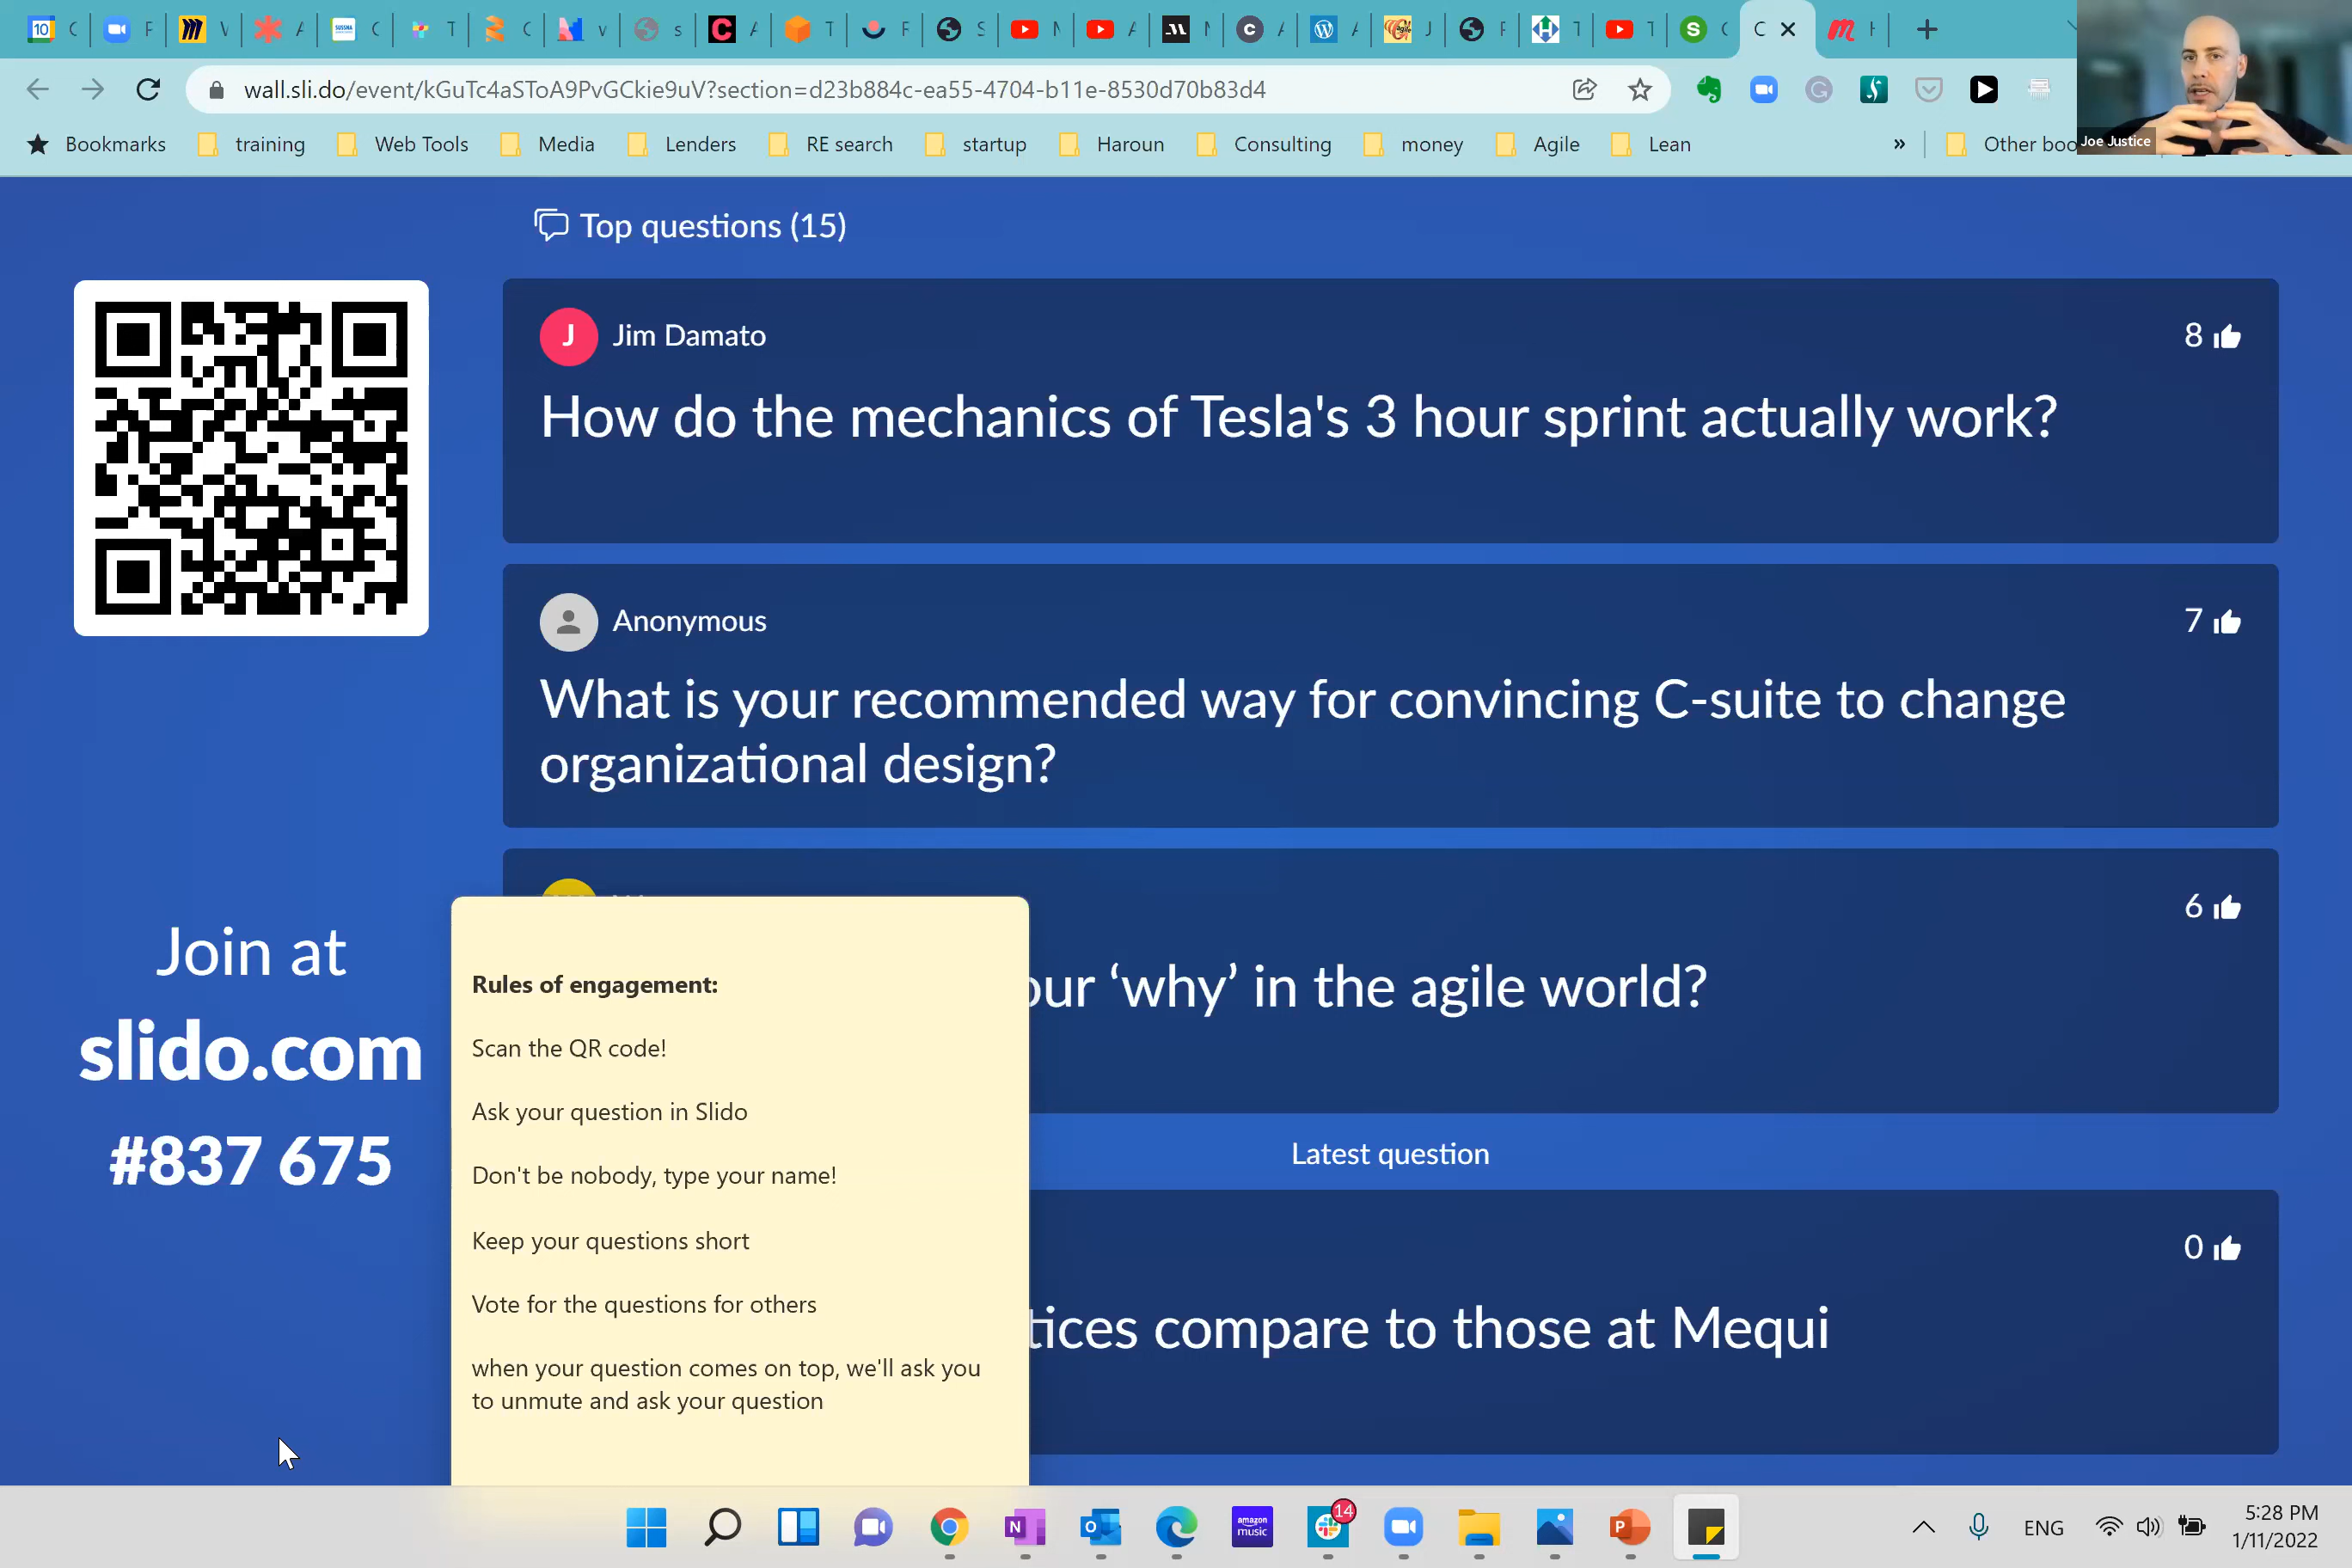 10
wall.sli.do/event/kGuTc4aSToA9PvGCkie9uV?section=d23b884c-ea55-4704-b11e-8530d70b83d4
Bookmarks training Web Tools Media Lenders RE search startup Haroun Consulting money Agile Lean » Other boo
Joe Justice
Top questions (15)
J Jim Damato 8
How do the mechanics of Tesla's 3 hour sprint actually work?
Anonymous 7
What is your recommended way for convincing C-suite to change
organizational design?
6
our ‘why’ in the agile world?
Latest question
0
tices compare to those at Mequi
Join at
slido.com
#837 675
Rules of engagement:
Scan the QR code!
Ask your question in Slido
Don't be nobody, type your name!
Keep your questions short
Vote for the questions for others
when your question comes on top, we'll ask you
to unmute and ask your question
amazon
music
14
ENG
5:28 PM
1/11/2022